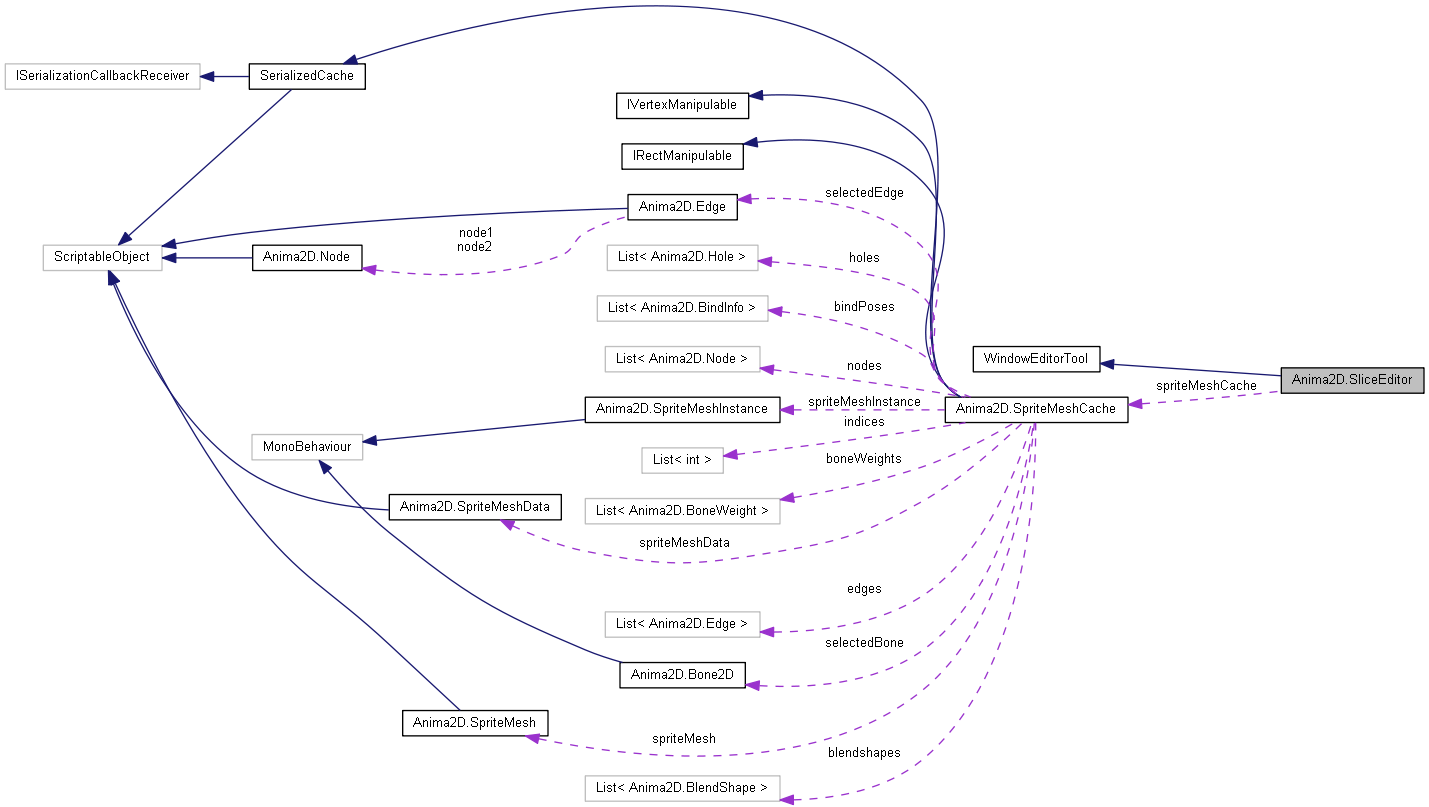 ISerializationCallbackReceiver
SerializedCache
IVertexManipulable
IRectManipulable
selectedEdge
Anima2D.Edge
node1
node2
ScriptableObject
Anima2D.Node
List< Anima2D.Hole >
holes
List< Anima2D.BindInfo >
bindPoses
List< Anima2D.Node >
nodes
WindowEditorTool
Anima2D.SliceEditor
spriteMeshCache
Anima2D.SpriteMeshInstance
spriteMeshInstance
Anima2D.SpriteMeshCache
indices
MonoBehaviour
List< int >
boneWeights
Anima2D.SpriteMeshData
List< Anima2D.BoneWeight >
spriteMeshData
edges
List< Anima2D.Edge >
selectedBone
Anima2D.Bone2D
Anima2D.SpriteMesh
spriteMesh
blendshapes
List< Anima2D.BlendShape >